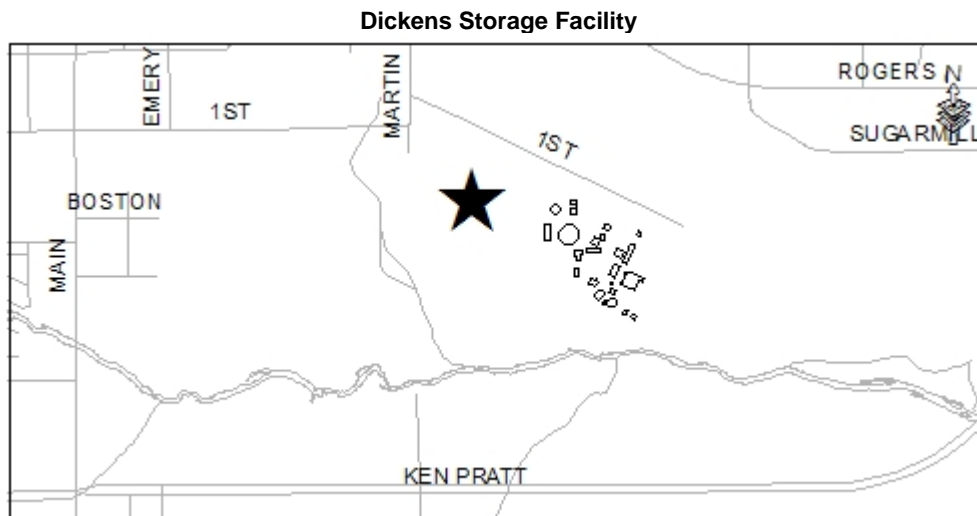 Dickens Storage Facility
EMERY
MARTIN
ROGERS
N
1ST
1ST
SUGARMILL
BOSTON
MAIN
KEN PRATT